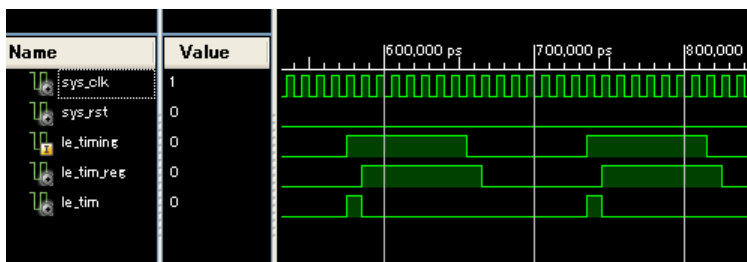 Name Value
600,000 ps 700,000 ps 800,000
sys_clk 1
sys_rst 0
le_timing 0
le_tim_reg 0
le_tim 0